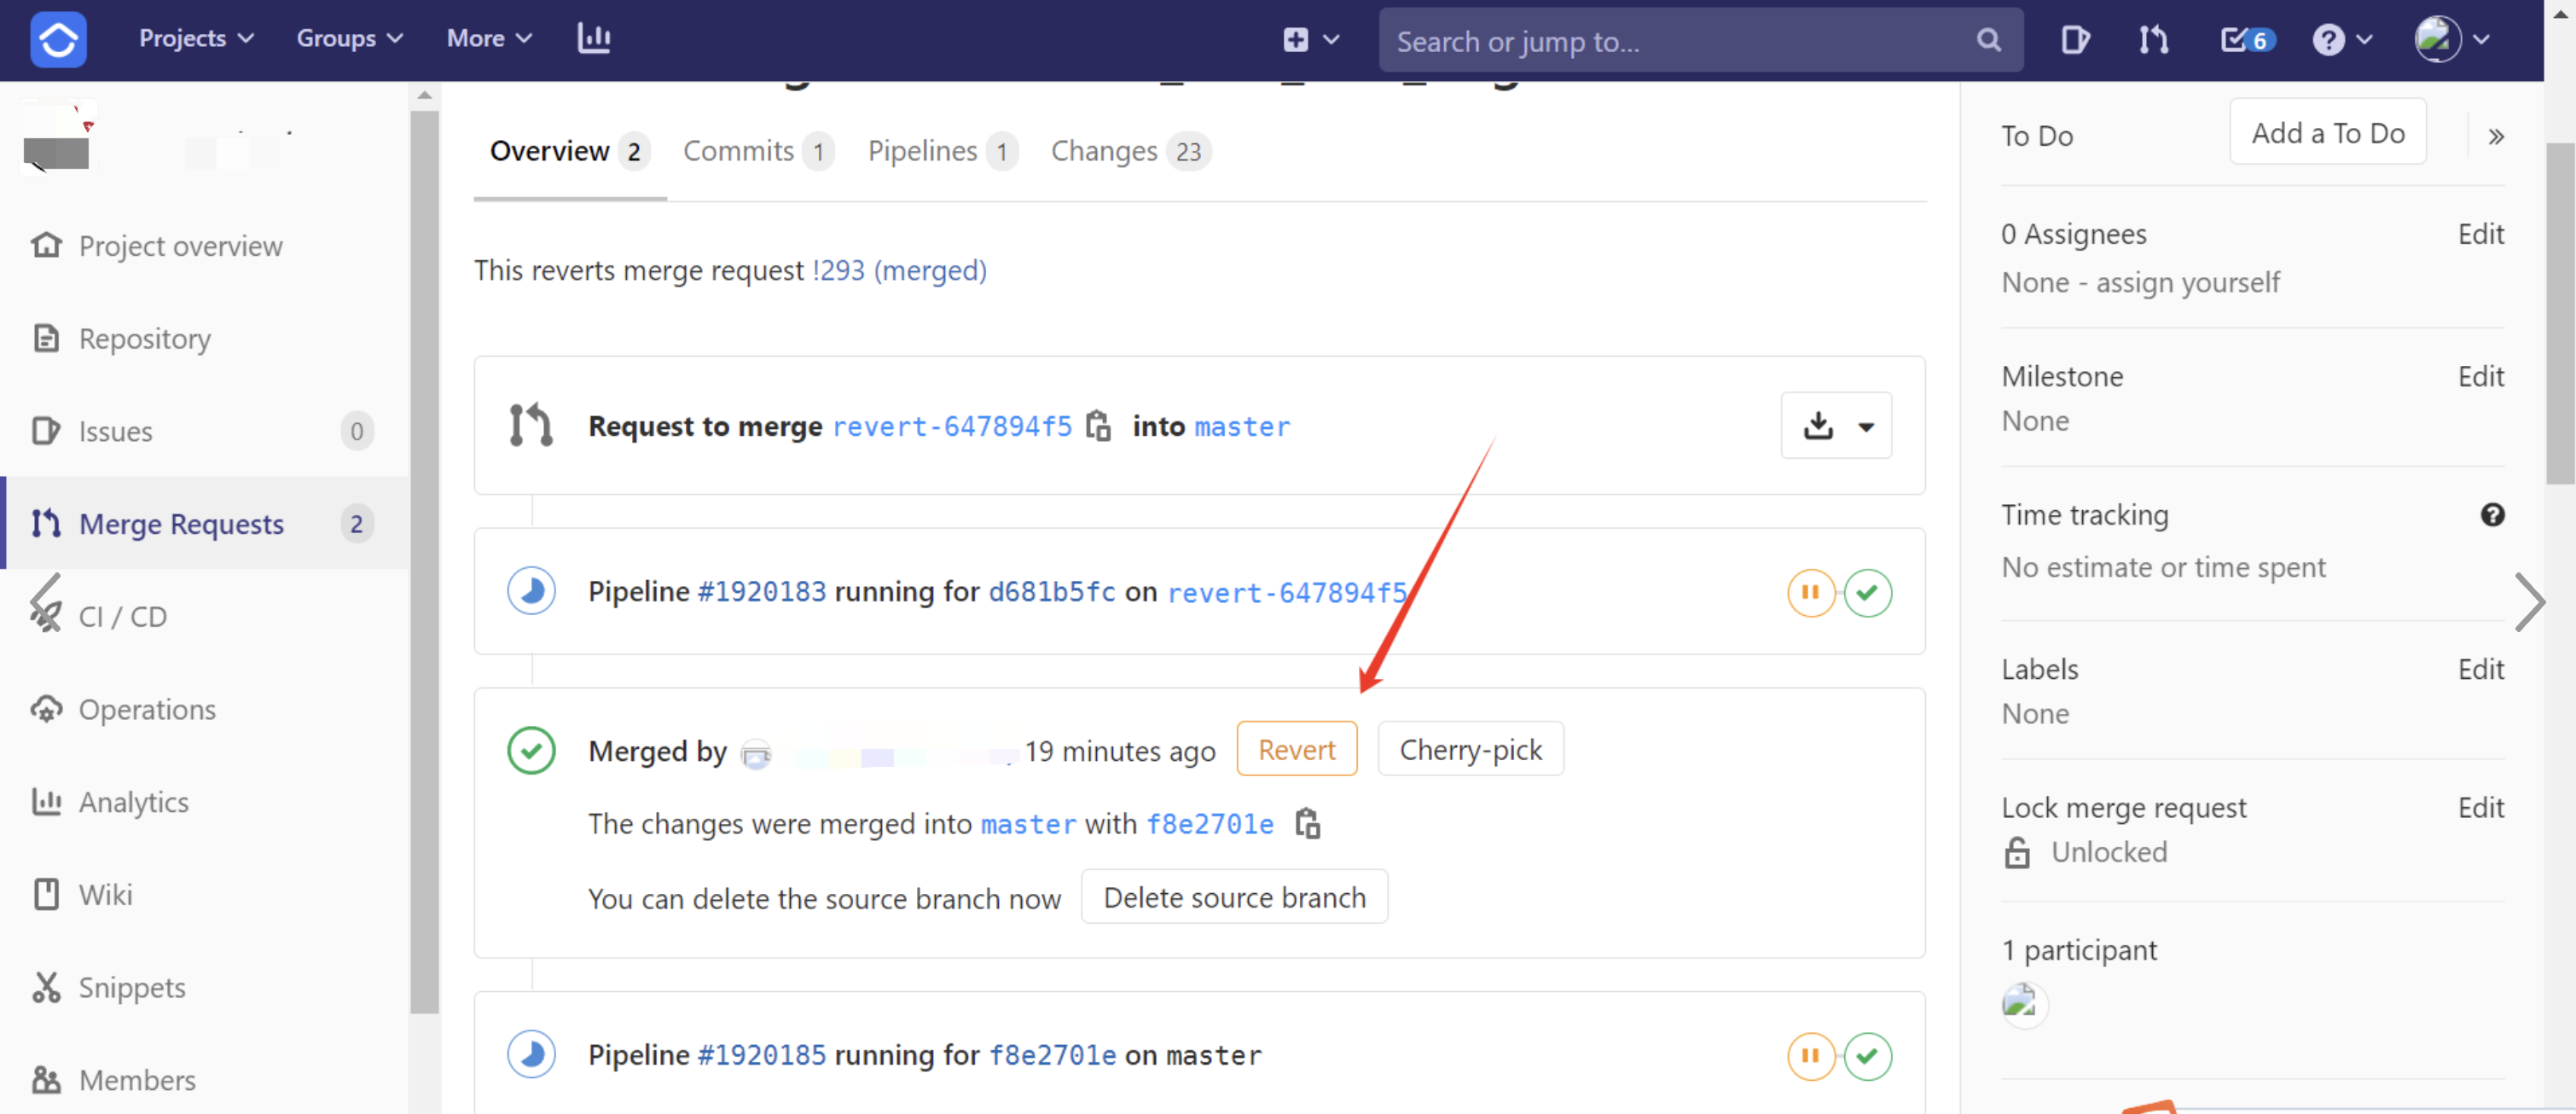 Projects Groups More Search or jump to... 6
Overview 2 Commits 1 Pipelines 1 Changes 23
This reverts merge request !293 (merged)
Request to merge revert-647894f5 into master
Pipeline #1920183 running for d681b5fc on revert-647894f5
Merged by 19 minutes ago Revert Cherry-pick
The changes were merged into master with f8e2701e
You can delete the source branch now Delete source branch
Pipeline #1920185 running for f8e2701e on master
Project overview
Repository
Issues 0
Merge Requests 2
CI / CD
Operations
Analytics
Wiki
Snippets
Members
To Do Add a To Do »
0 Assignees Edit
None - assign yourself
Milestone Edit
None
Time tracking
No estimate or time spent
Labels Edit
None
Lock merge request Edit
Unlocked
1 participant